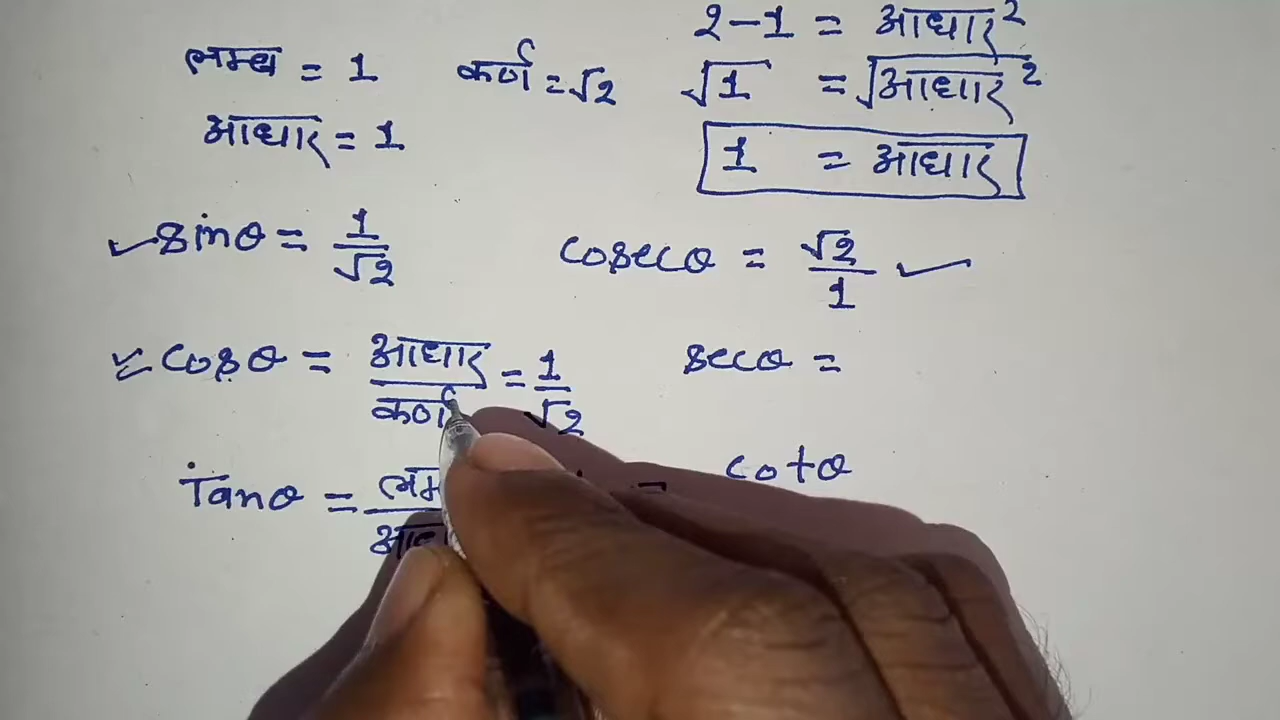 2-1 = आधार²
लम्ब = 1 कर्ण = √2 √1 = √आधार²
आधार = 1 1 = आधार
sinθ = 1/√2 cosecθ = √2/1
cosθ = आधार/कर्ण = 1/√2 secθ =
Tanθ = cotθ